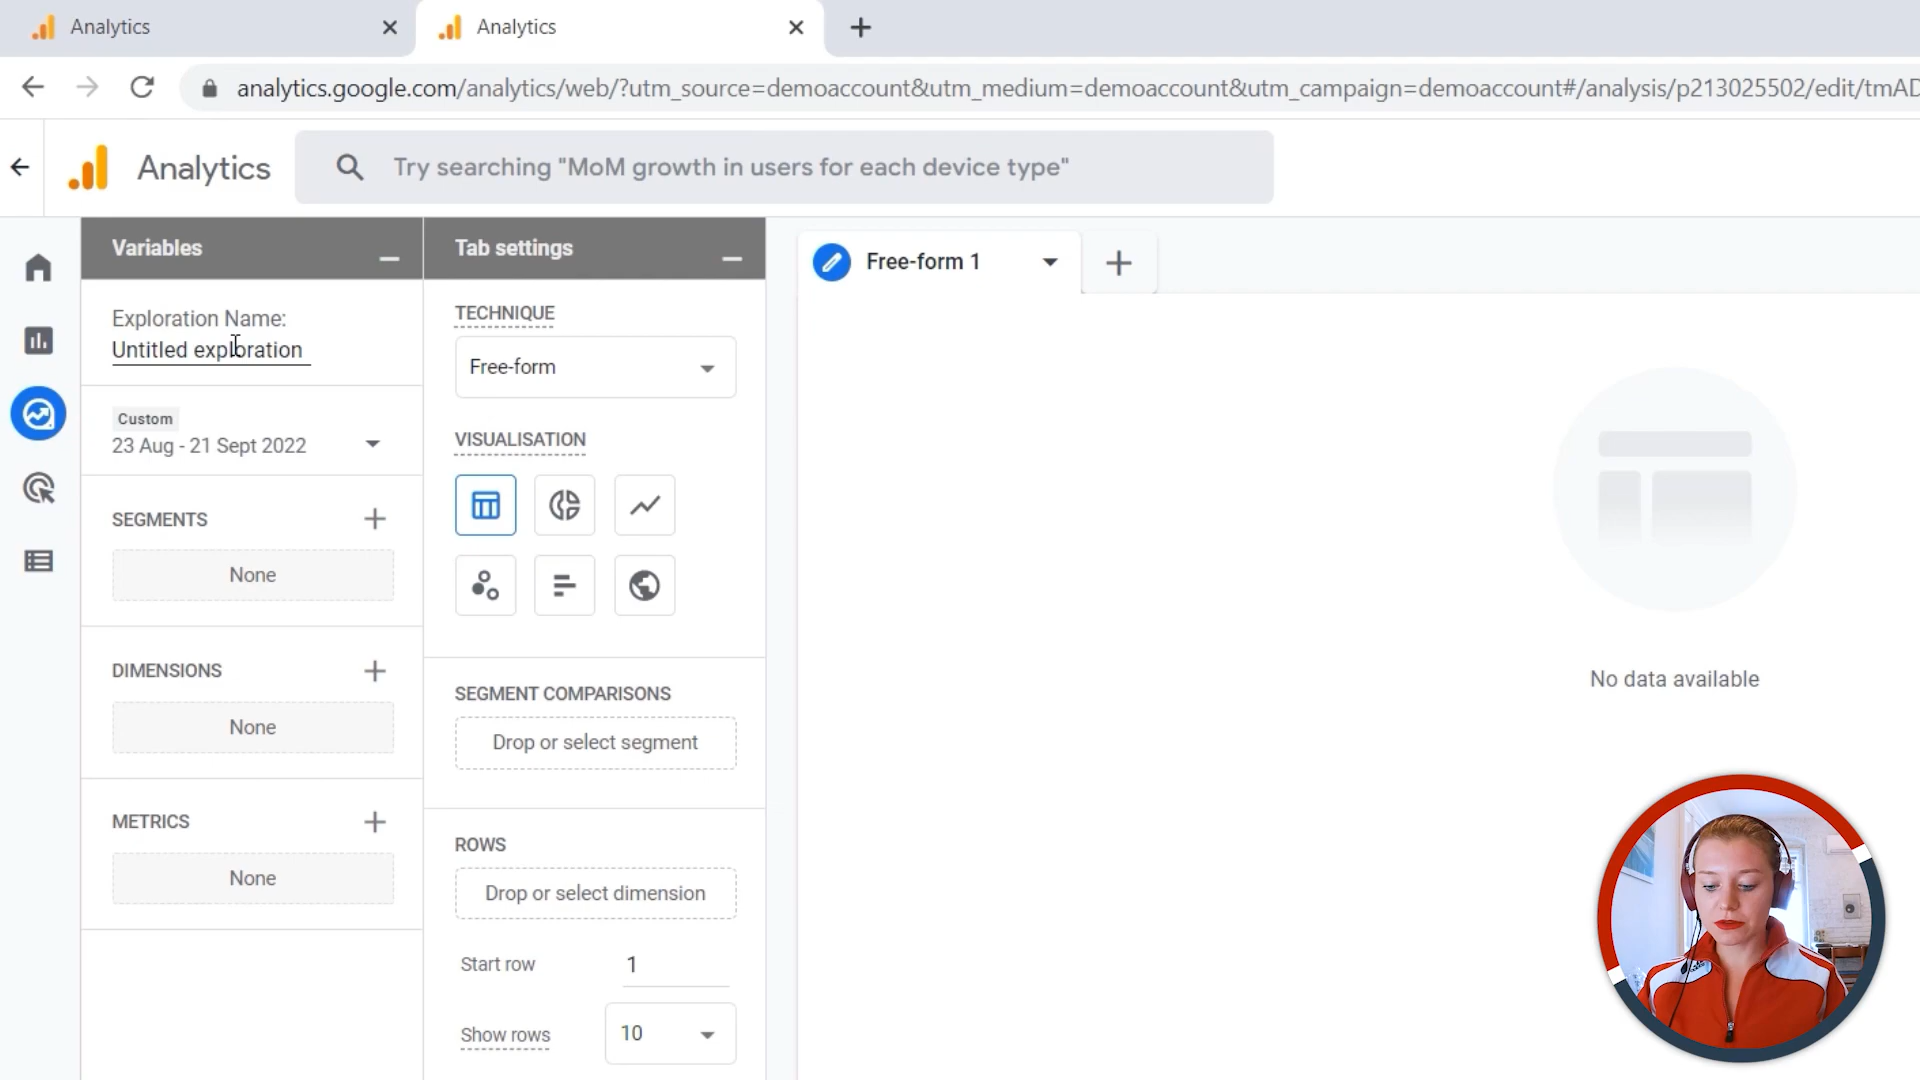 Analytics
Analytics
analytics.google.com/analytics/web/?utm_source=demoaccount&utm_medium=demoaccount&utm_campaign=demoaccount#/analysis/p213025502/edit/tmAD
Analytics
Try searching "MoM growth in users for each device type"
Variables
Exploration Name:
Untitled exploration
Custom
23 Aug - 21 Sept 2022
SEGMENTS
None
DIMENSIONS
None
METRICS
None
Tab settings
TECHNIQUE
Free-form
VISUALISATION
SEGMENT COMPARISONS
Drop or select segment
ROWS
Drop or select dimension
Start row 1
Show rows 10
Free-form 1
No data available